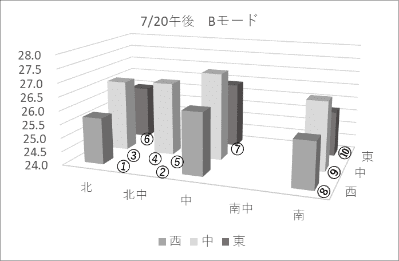 7/20午後　Bモード
28.0
27.5
27.0
26.5
26.0
25.5
25.0
24.5
24.0
北
北中
中
南中
南
東
中
西
①
②
③
④
⑤
⑥
⑦
⑧
⑨
⑩
西 中 東